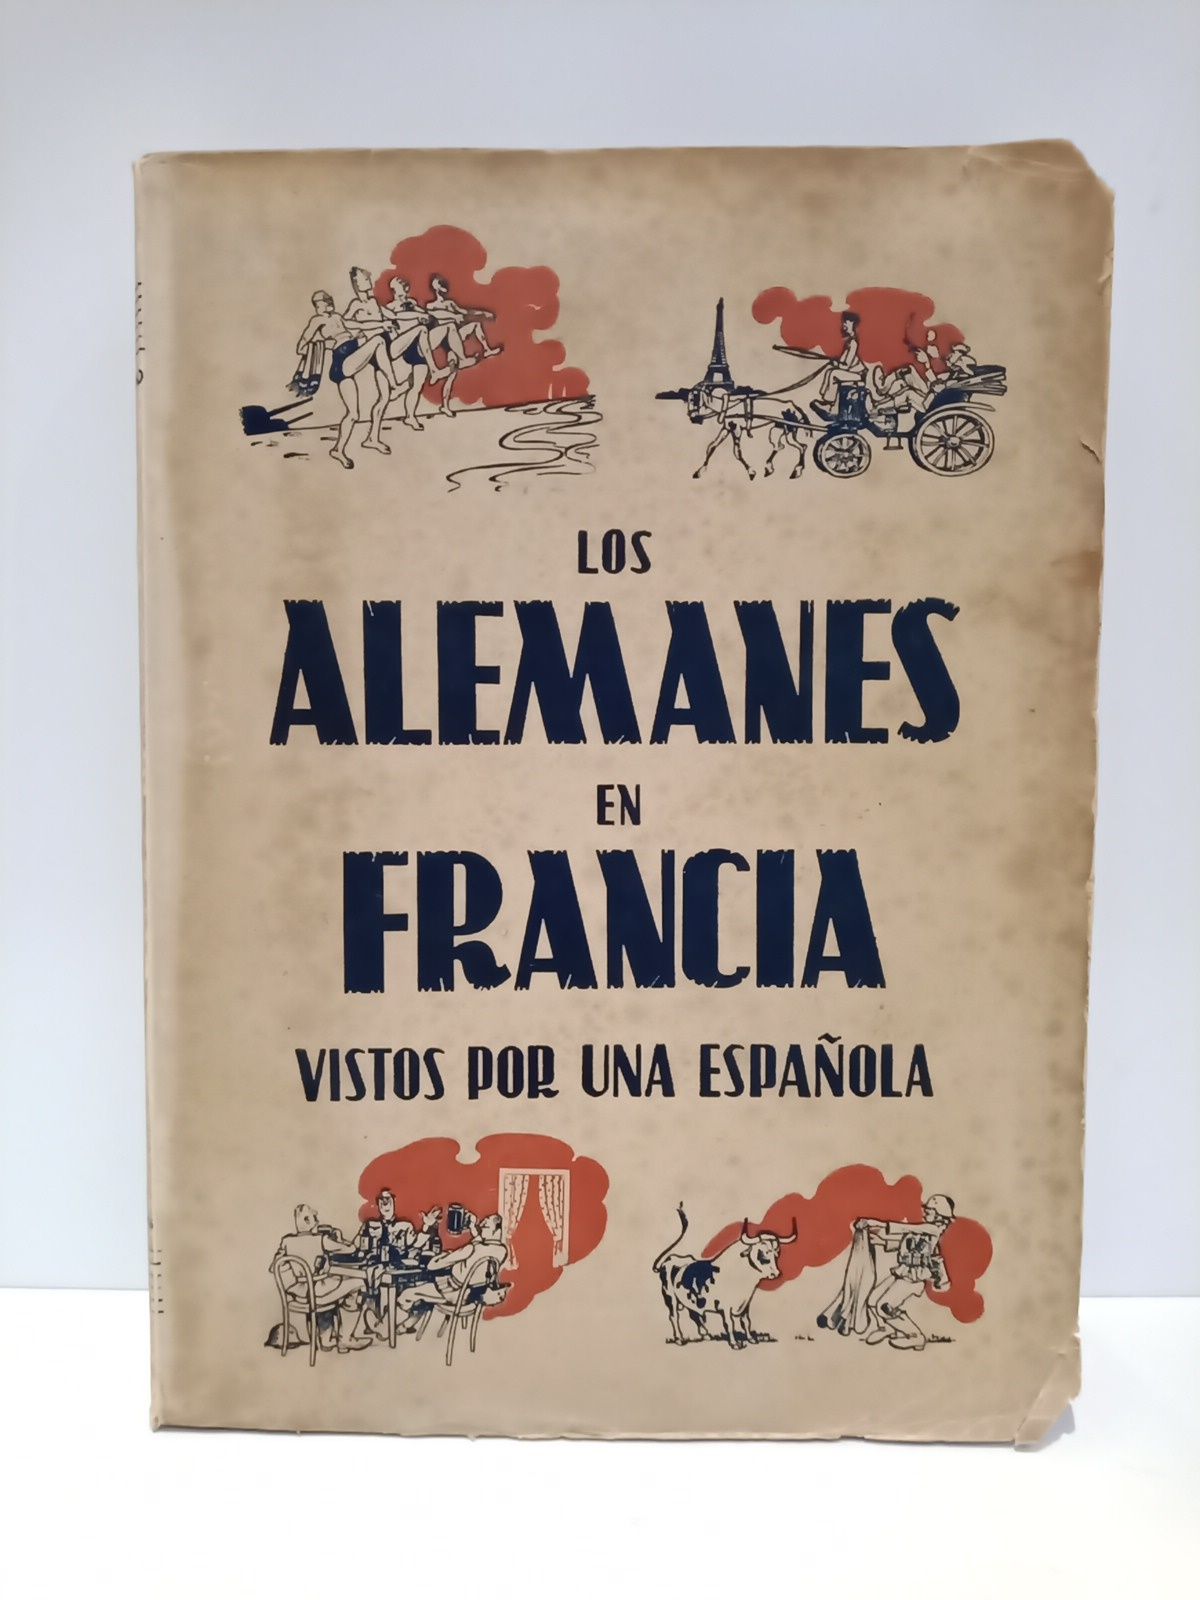 LOS
ALEMANES
EN
FRANCIA
VISTOS POR UNA ESPAÑOLA